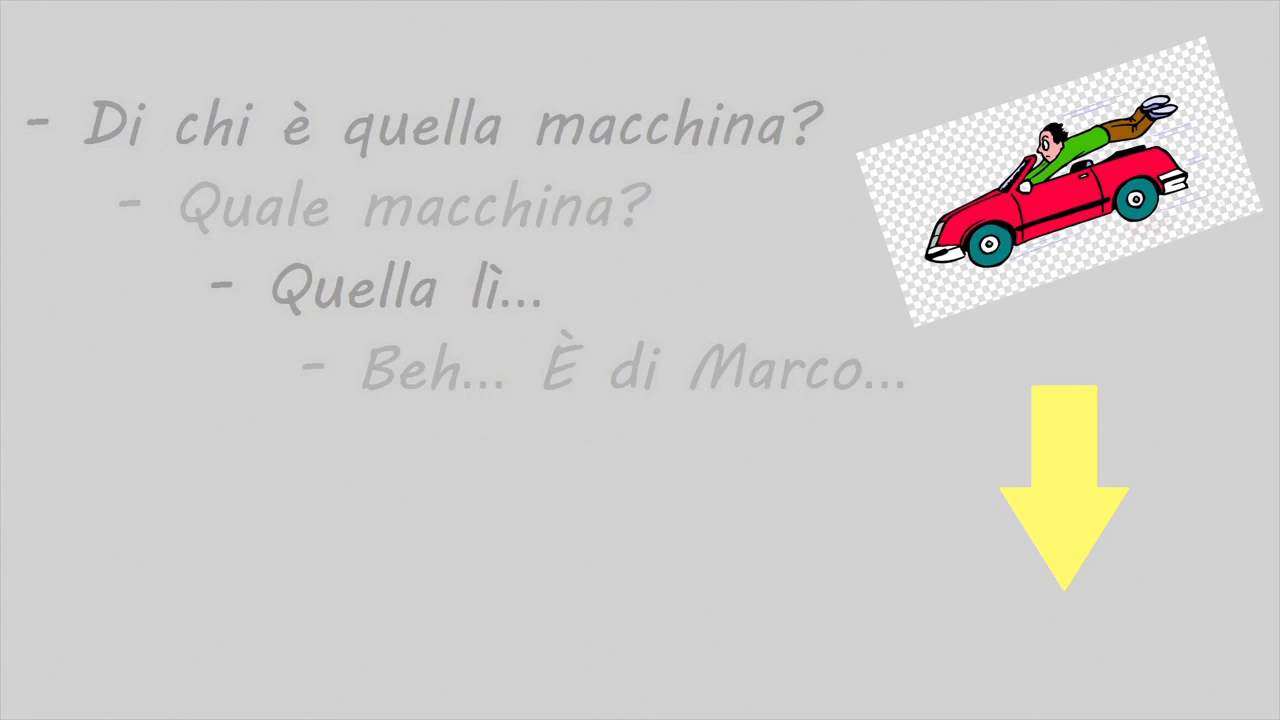 - Di chi è quella macchina?
- Quale macchina?
- Quella lì...
- Beh... È di Marco...